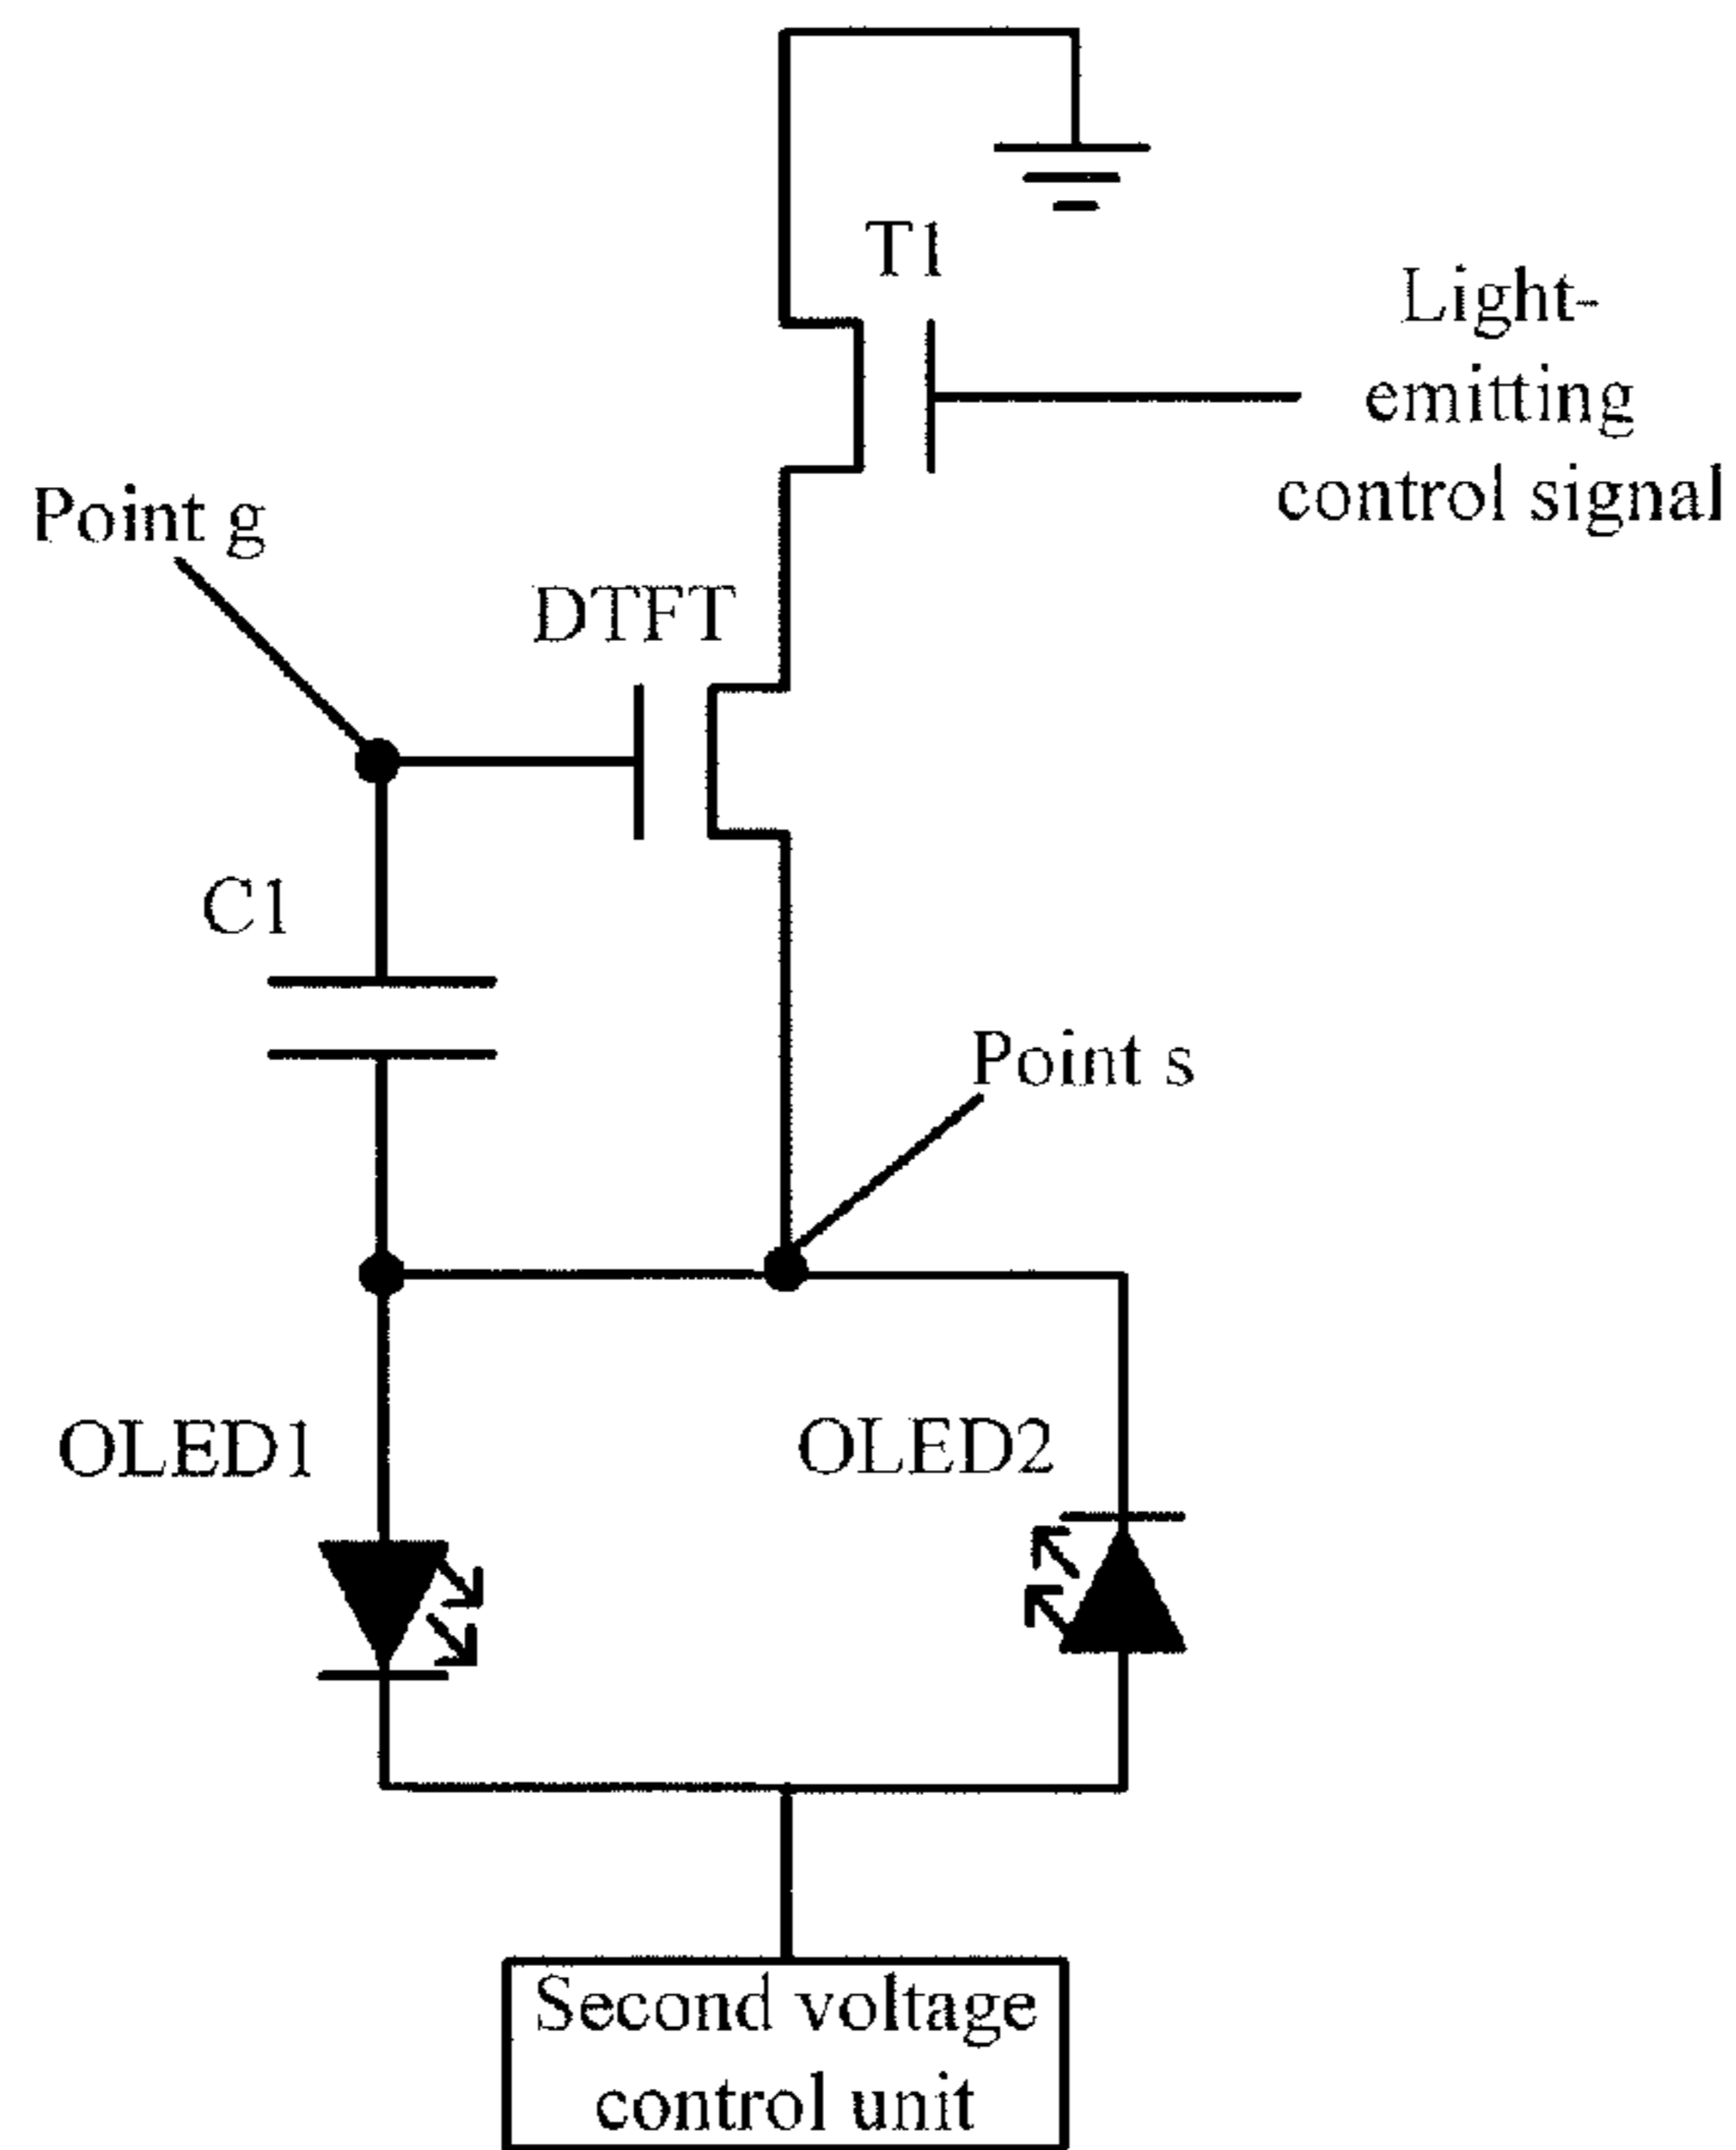 T1
Light-
emitting
control signal
Point g
DTFT
C1
Point s
OLED1
OLED2
Second voltage
control unit